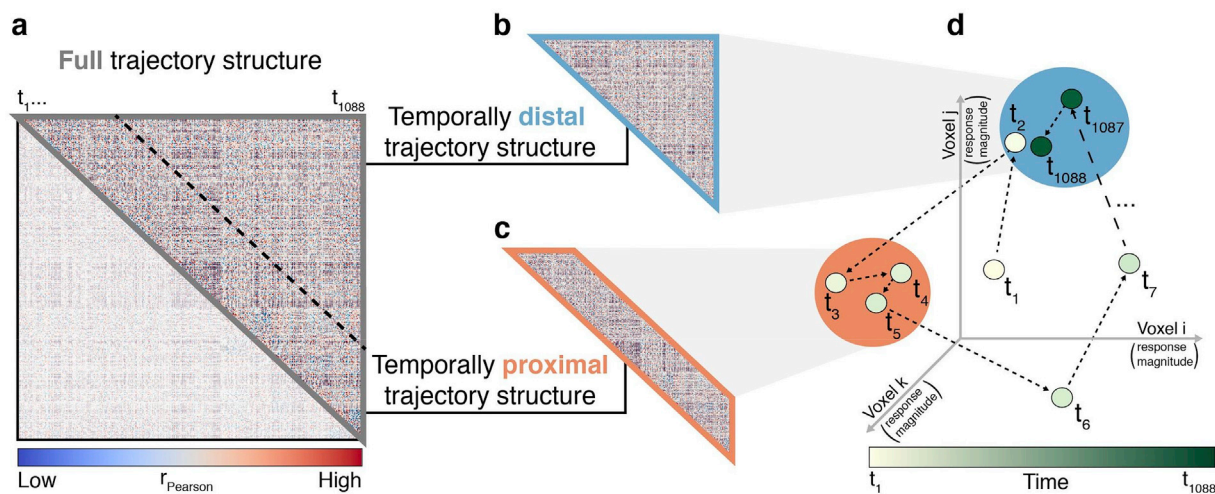 a
Full trajectory structure
t1...
t1088
Low
rPearson
High
Temporally distal
trajectory structure
Temporally proximal
trajectory structure
b
c
d
Voxel j
(response
magnitude)
t2
t1087
t1088
...
t1
t3
t4
t5
t7
t6
Voxel i
(response
magnitude)
Voxel k
(response
magnitude)
t1
Time
t1088